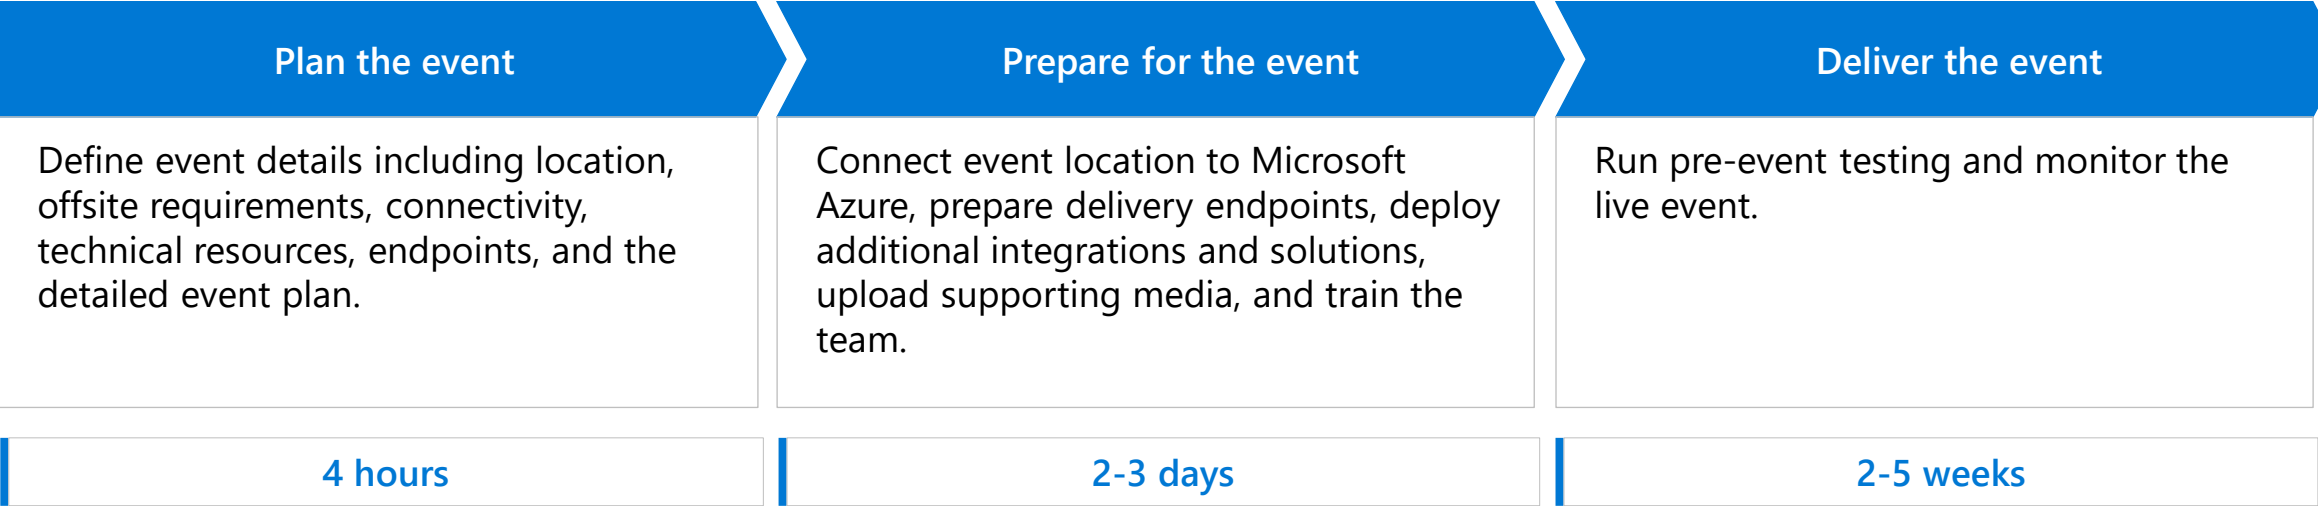 Plan the event
Prepare for the event
Deliver the event
Define event details including location,
offsite requirements, connectivity,
technical resources, endpoints, and the
detailed event plan.
Connect event location to Microsoft
Azure, prepare delivery endpoints, deploy
additional integrations and solutions,
upload supporting media, and train the
team.
Run pre-event testing and monitor the
live event.
4 hours
2-3 days
2-5 weeks